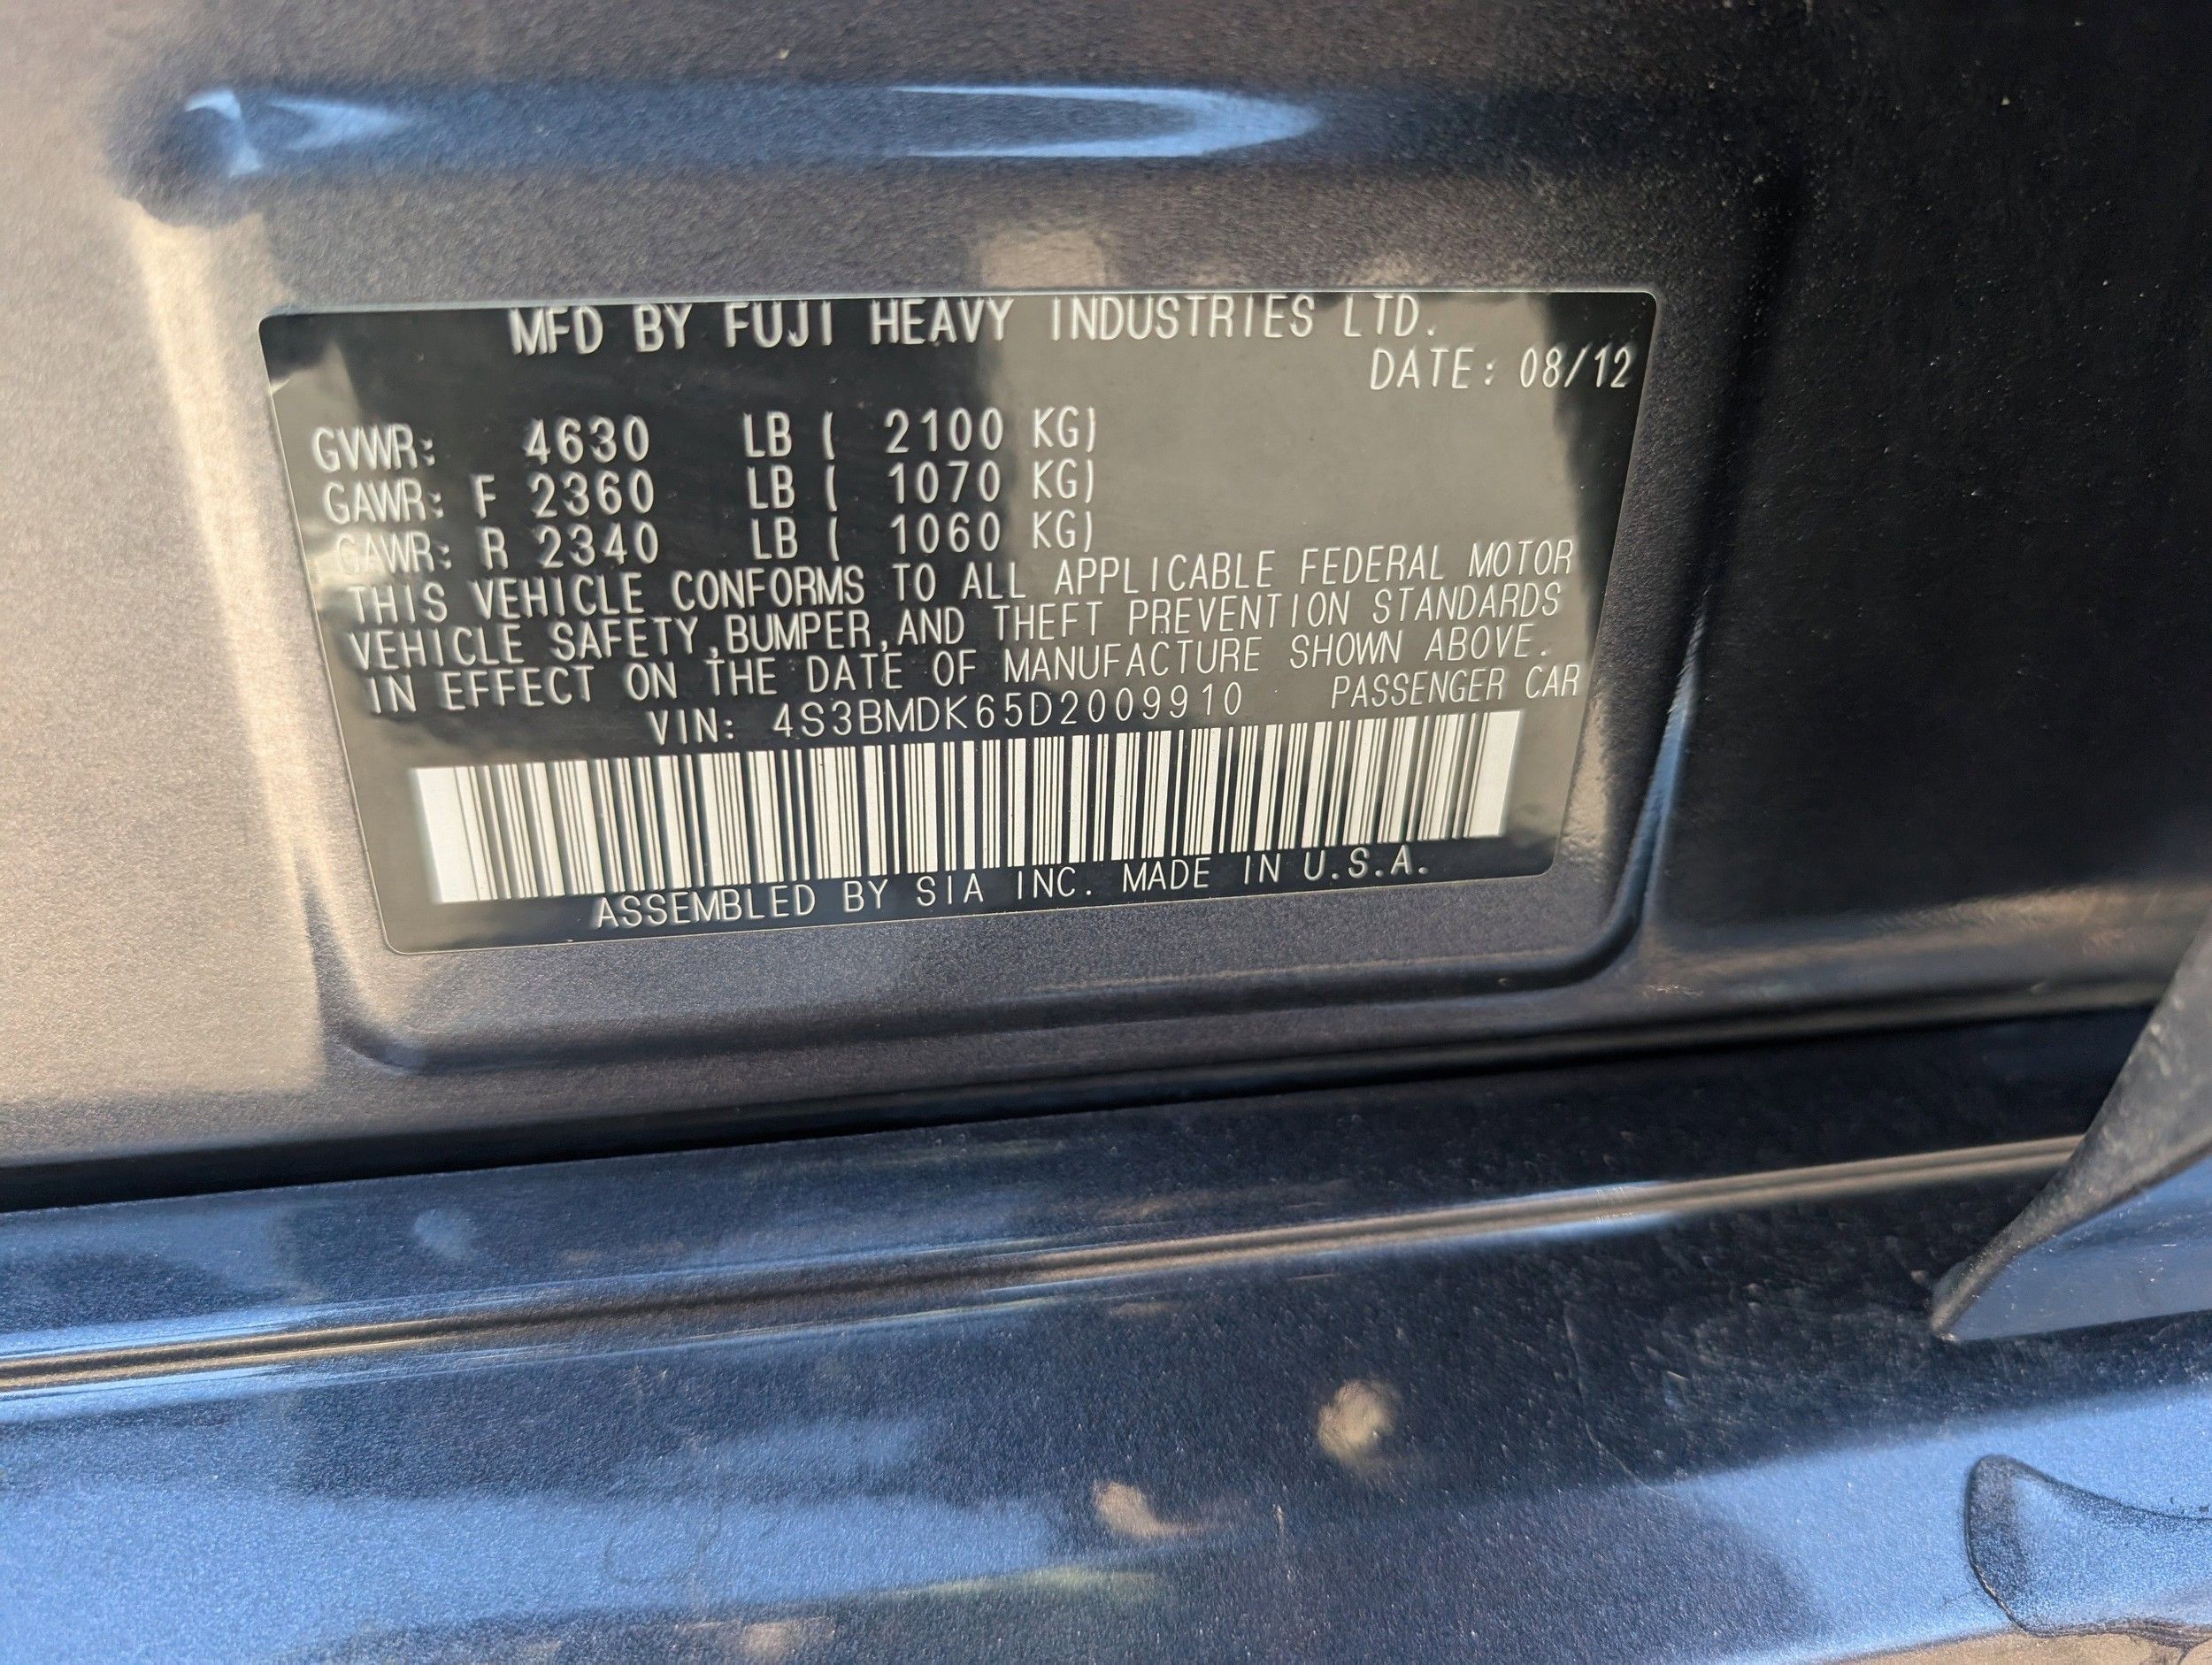 MFD BY FUJI HEAVY INDUSTRIES LTD.
DATE: 08/12
GVWR: 4630 LB ( 2100 KG)
GAWR: F 2360 LB ( 1070 KG)
GAWR: R 2340 LB ( 1060 KG)
THIS VEHICLE CONFORMS TO ALL APPLICABLE FEDERAL MOTOR
VEHICLE SAFETY,BUMPER,AND THEFT PREVENTION STANDARDS
IN EFFECT ON THE DATE OF MANUFACTURE SHOWN ABOVE.
VIN: 4S3BMDK65D2009910 PASSENGER CAR
ASSEMBLED BY SIA INC. MADE IN U.S.A.